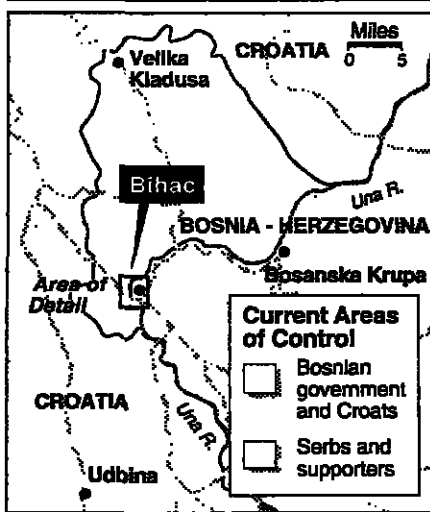 Velika
Kladusa
CROATIA
Miles
0 5
Bihac
Una R.
BOSNIA - HERZEGOVINA
Bosanska Krupa
Area of
Detail
CROATIA
Una R.
Udbina
Current Areas
of Control
Bosnian
government
and Croats
Serbs and
supporters